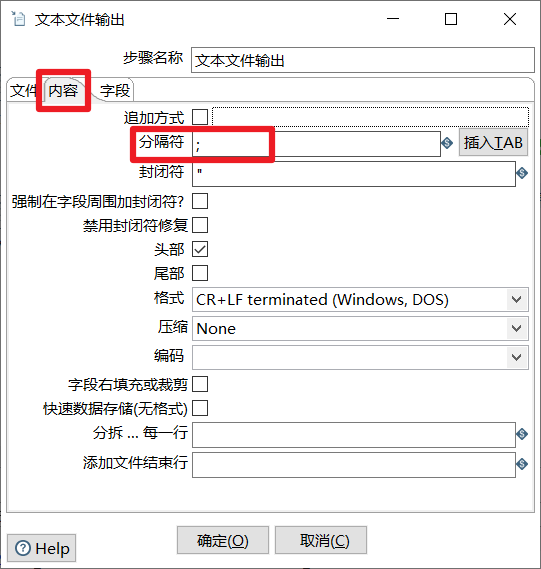 文本文件输出
步骤名称 文本文件输出
文件 内容 字段
追加方式
分隔符 ; 插入TAB
封闭符 "
强制在字段周围加封闭符?
禁用封闭符修复
头部
尾部
格式 CR+LF terminated (Windows, DOS)
压缩 None
编码
字段右填充或裁剪
快速数据存储(无格式)
分拆 ... 每一行
添加文件结束行
Help 确定(O) 取消(C)